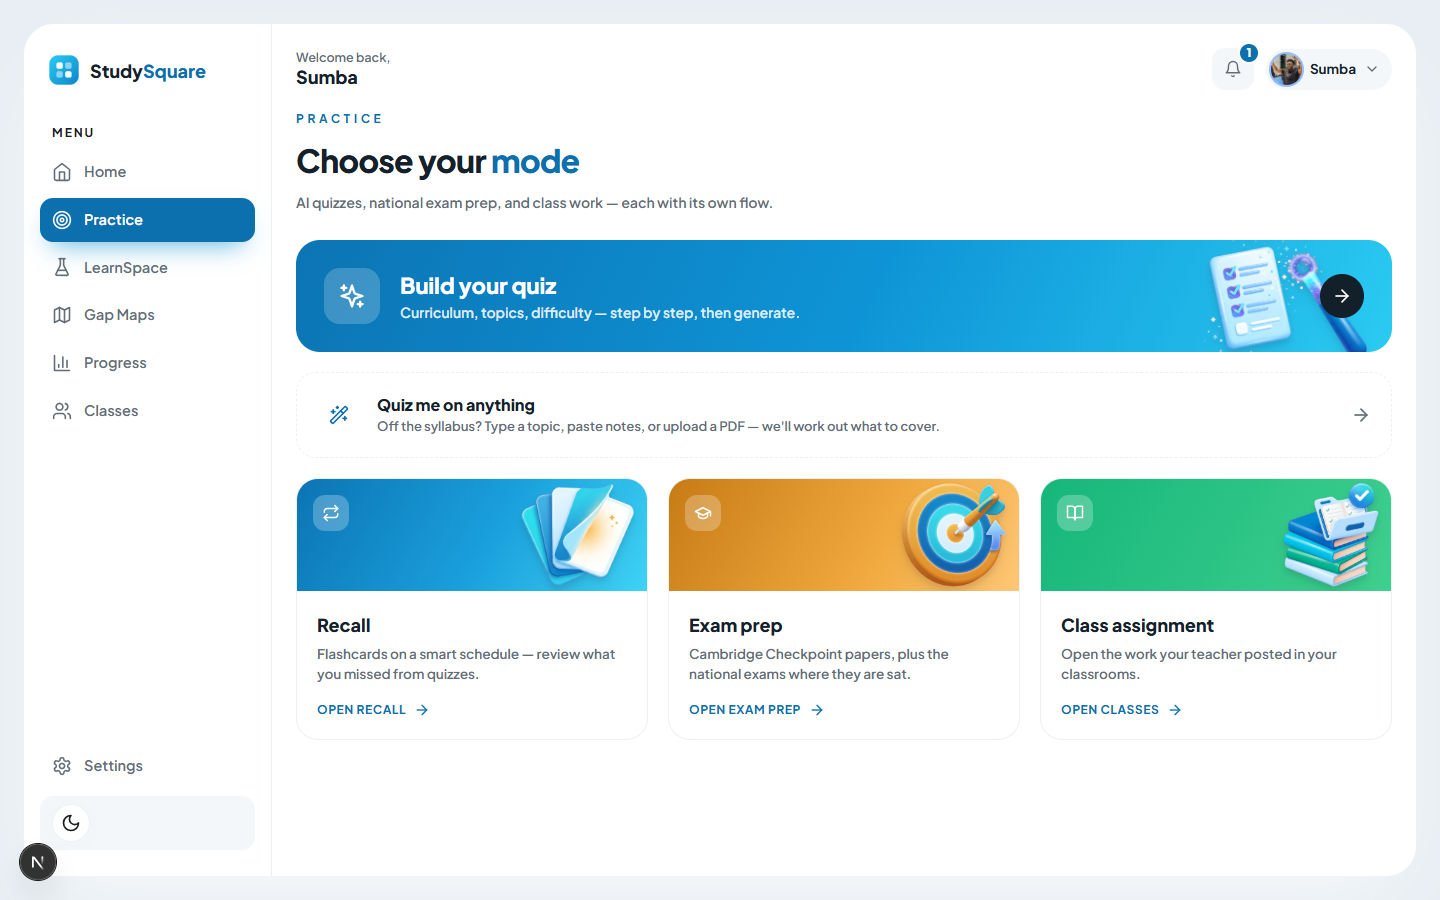 StudySquare
MENU
Home
Practice
LearnSpace
Gap Maps
Progress
Classes
Settings
N
Welcome back,
Sumba
1
Sumba
PRACTICE
Choose your mode
AI quizzes, national exam prep, and class work — each with its own flow.
Build your quiz
Curriculum, topics, difficulty — step by step, then generate.
Quiz me on anything
Off the syllabus? Type a topic, paste notes, or upload a PDF — we'll work out what to cover.
Recall
Flashcards on a smart schedule — review what
you missed from quizzes.
OPEN RECALL
Exam prep
Cambridge Checkpoint papers, plus the
national exams where they are sat.
OPEN EXAM PREP
Class assignment
Open the work your teacher posted in your
classrooms.
OPEN CLASSES